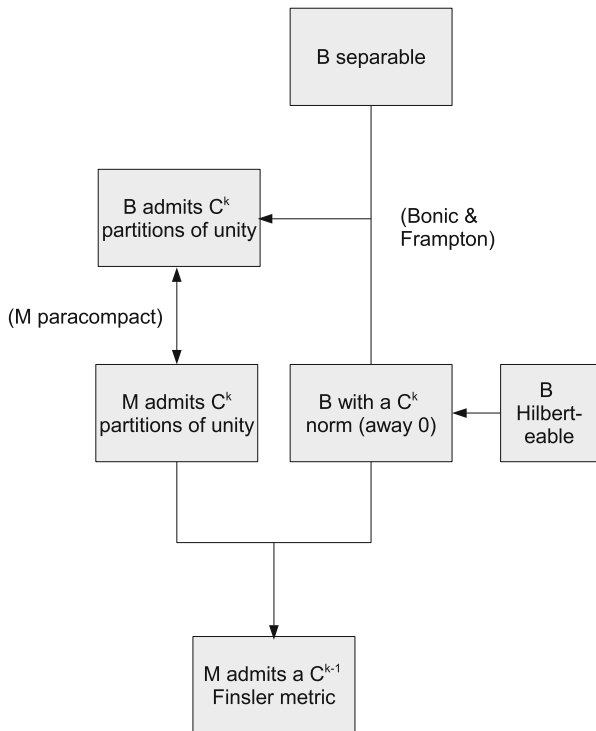 B separable
B admits C^k
partitions of unity
(Bonic &
Frampton)
(M paracompact)
M admits C^k
partitions of unity
B with a C^k
norm (away 0)
B
Hilbert-
eable
M admits a C^k-1
Finsler metric